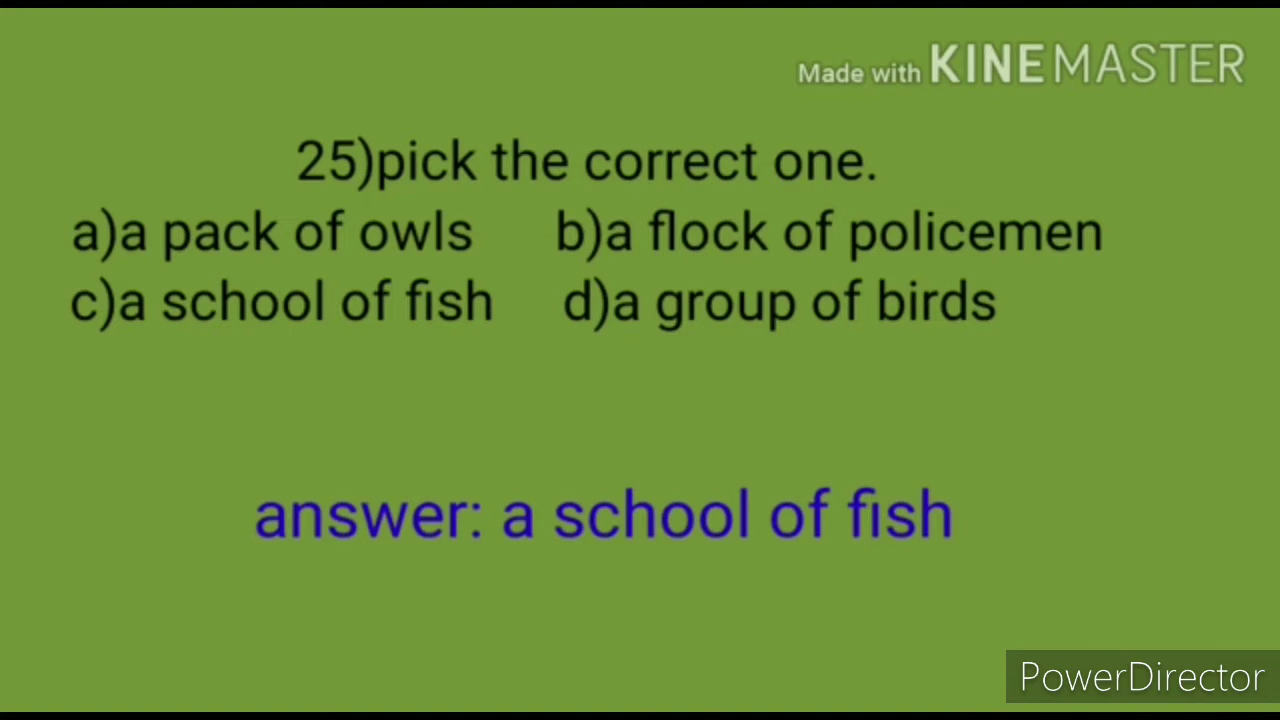 Made with KINEMASTER
25)pick the correct one.
a)a pack of owls b)a flock of policemen
c)a school of fish d)a group of birds
answer: a school of fish
PowerDirector